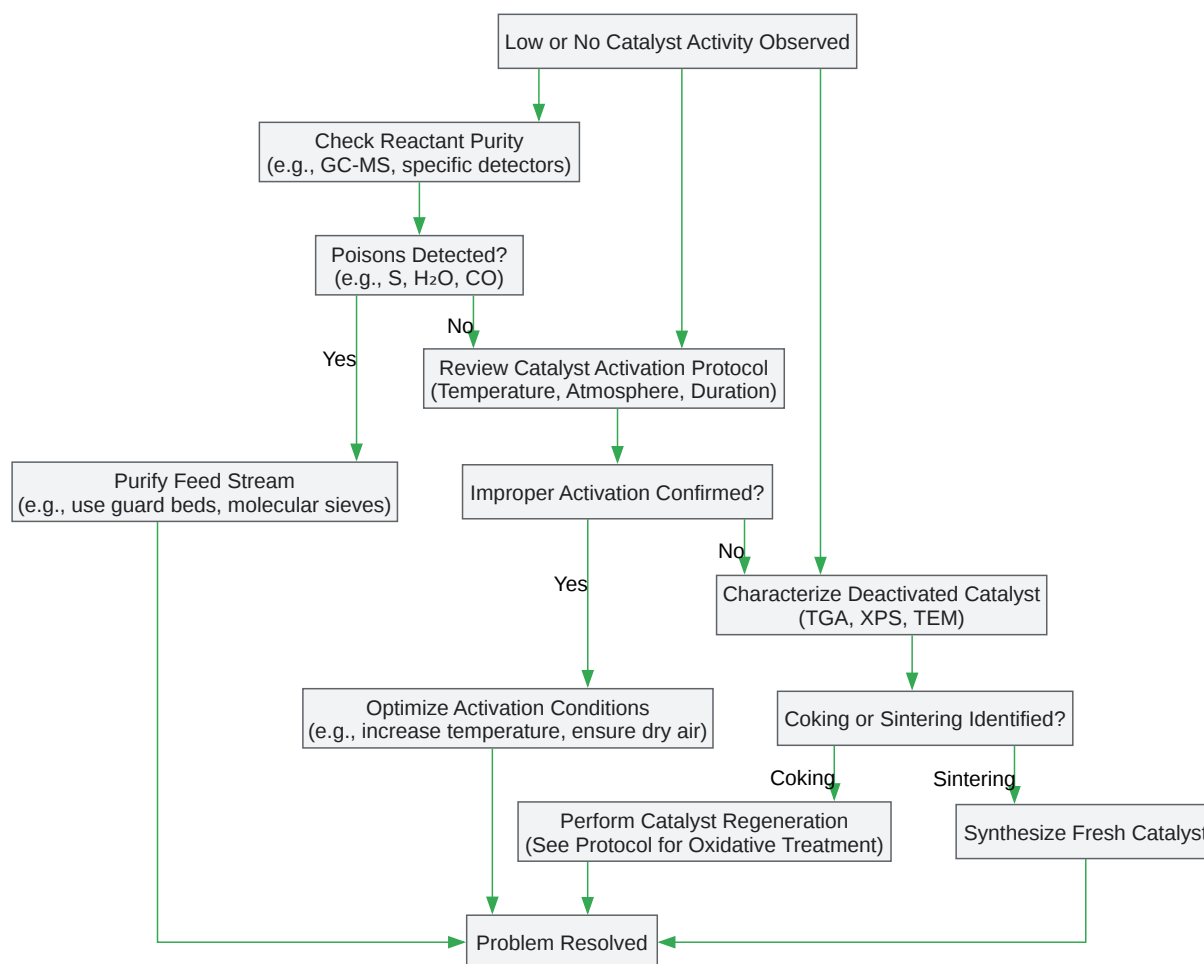 Low or No Catalyst Activity Observed
Check Reactant Purity
(e.g., GC-MS, specific detectors)
Poisons Detected?
(e.g., S, H₂O, CO)
No
Yes
Review Catalyst Activation Protocol
(Temperature, Atmosphere, Duration)
Purify Feed Stream
(e.g., use guard beds, molecular sieves)
Improper Activation Confirmed?
No
Yes
Characterize Deactivated Catalyst
(TGA, XPS, TEM)
Optimize Activation Conditions
(e.g., increase temperature, ensure dry air)
Coking or Sintering Identified?
Coking
Sintering
Perform Catalyst Regeneration
(See Protocol for Oxidative Treatment)
Synthesize Fresh Catalyst
Problem Resolved